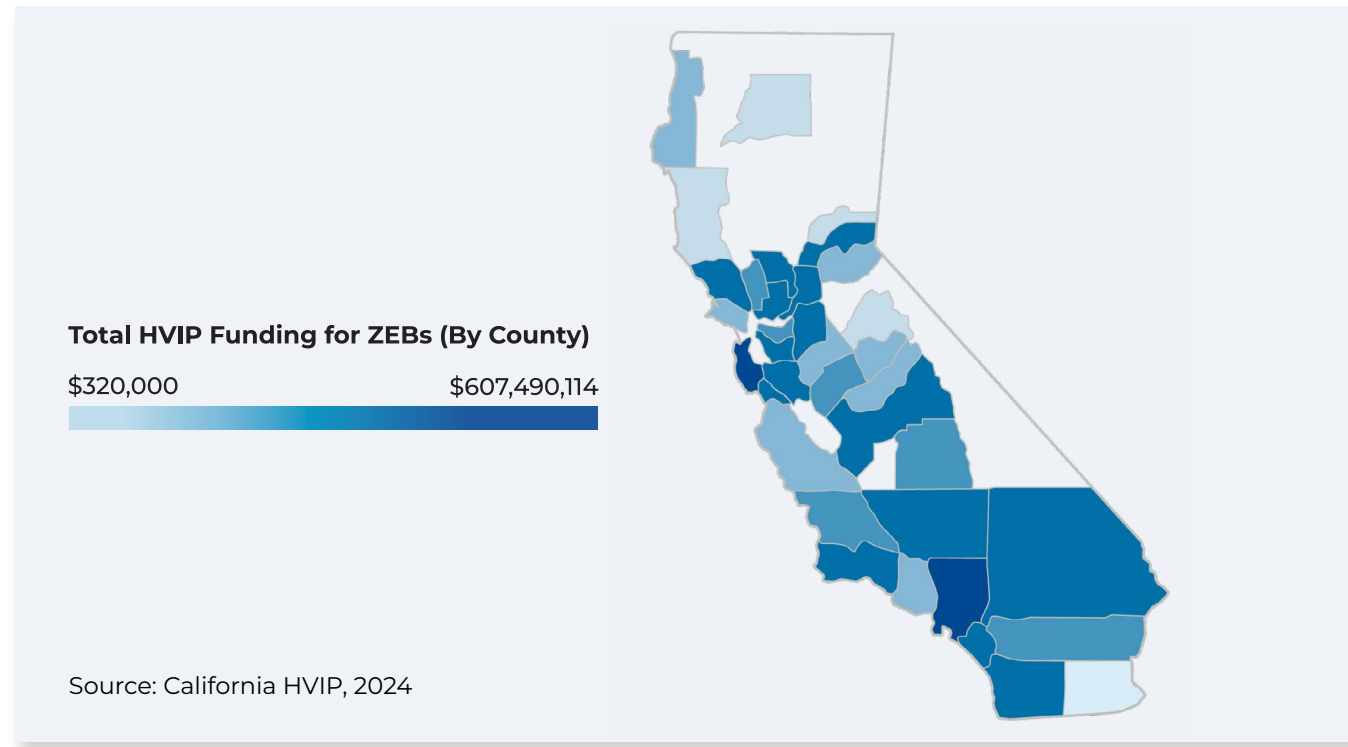 Total HVIP Funding for ZEBs (By County)
$320,000 $607,490,114
Source: California HVIP, 2024